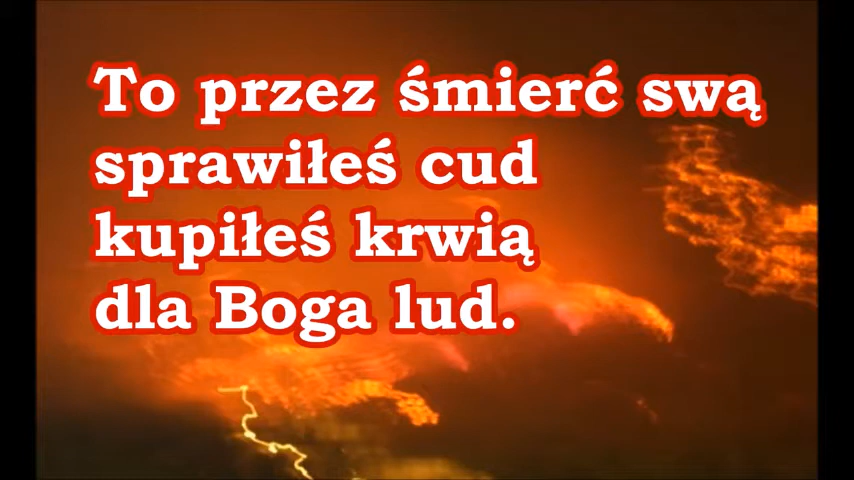 To przez śmierć swą
sprawiłeś cud
kupiłeś krwią
dla Boga lud.